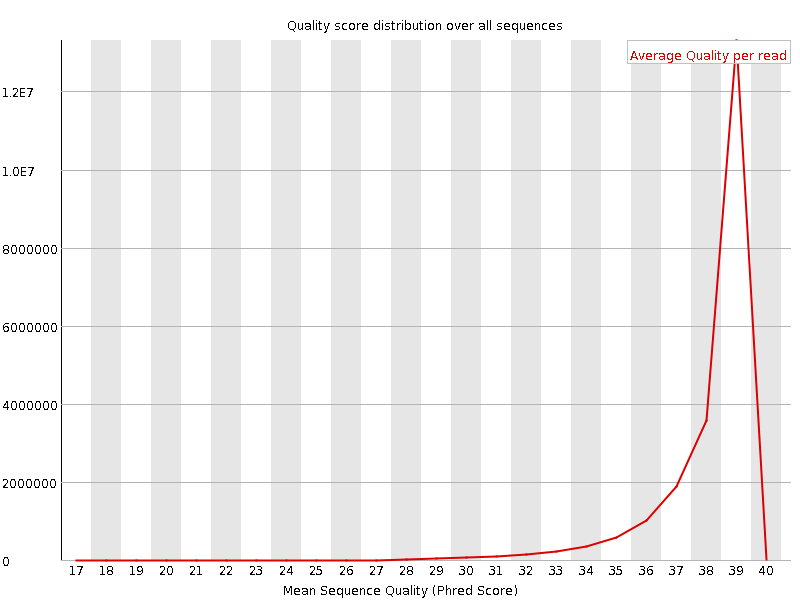 Quality score distribution over all sequences
Average Quality per read
1.2E7
1.0E7
8000000
6000000
4000000
2000000
0
17 18 19 20 21 22 23 24 25 26 27 28 29 30 31 32 33 34 35 36 37 38 39 40
Mean Sequence Quality (Phred Score)